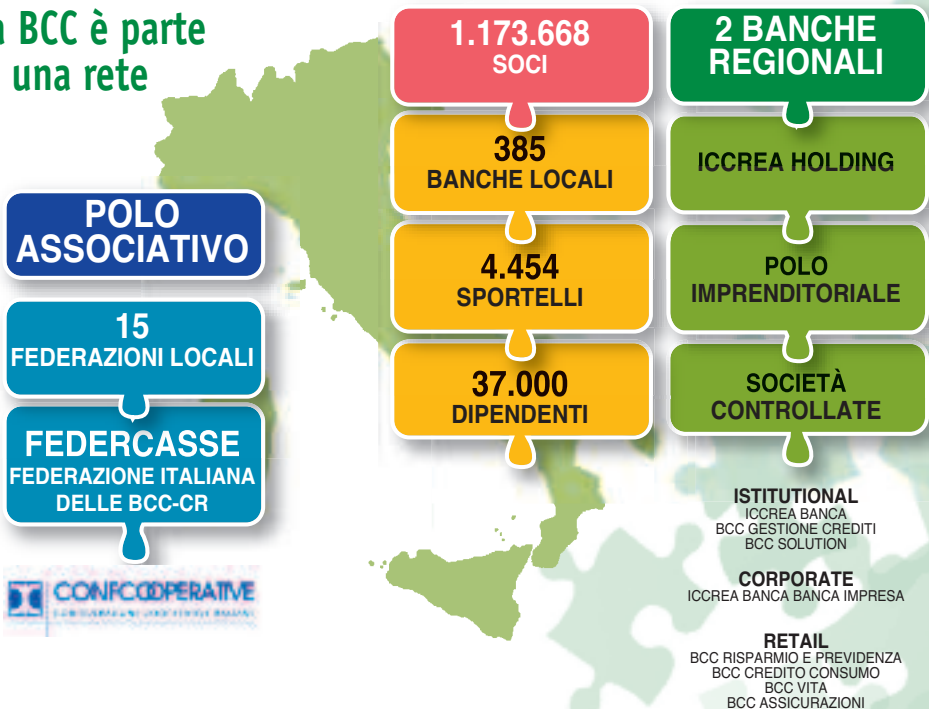 a BCC è parte
una rete
POLO
ASSOCIATIVO
15
FEDERAZIONI LOCALI
FEDERCASSE
FEDERAZIONE ITALIANA
DELLE BCC-CR
CONFCOOPERATIVE
1.173.668
SOCI
385
BANCHE LOCALI
4.454
SPORTELLI
37.000
DIPENDENTI
2 BANCHE
REGIONALI
ICCREA HOLDING
POLO
IMPRENDITORIALE
SOCIETÀ
CONTROLLATE
ISTITUTIONAL
ICCREA BANCA
BCC GESTIONE CREDITI
BCC SOLUTION
CORPORATE
ICCREA BANCA BANCA IMPRESA
RETAIL
BCC RISPARMIO E PREVIDENZA
BCC CREDITO CONSUMO
BCC VITA
BCC ASSICURAZIONI